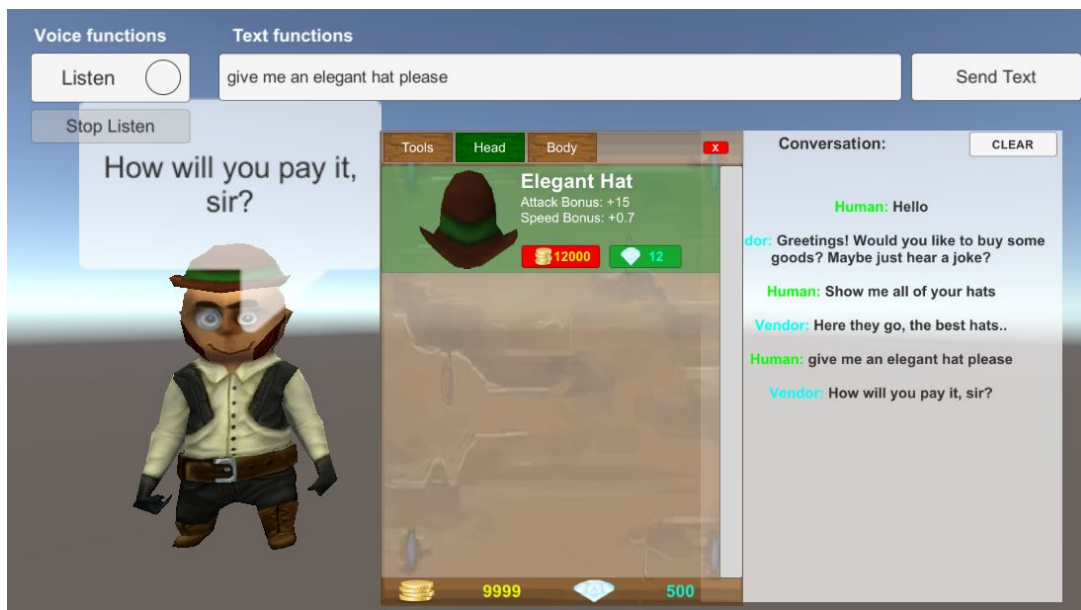 Voice functions
Text functions
Listen
give me an elegant hat please
Send Text
Stop Listen
How will you pay it,
sir?
Tools
Head
Body
X
Elegant Hat
Attack Bonus: +15
Speed Bonus: +0.7
12000
12
9999
500
Conversation:
CLEAR
Human: Hello
dor: Greetings! Would you like to buy some
goods? Maybe just hear a joke?
Human: Show me all of your hats
Vendor: Here they go, the best hats..
Human: give me an elegant hat please
Vendor: How will you pay it, sir?